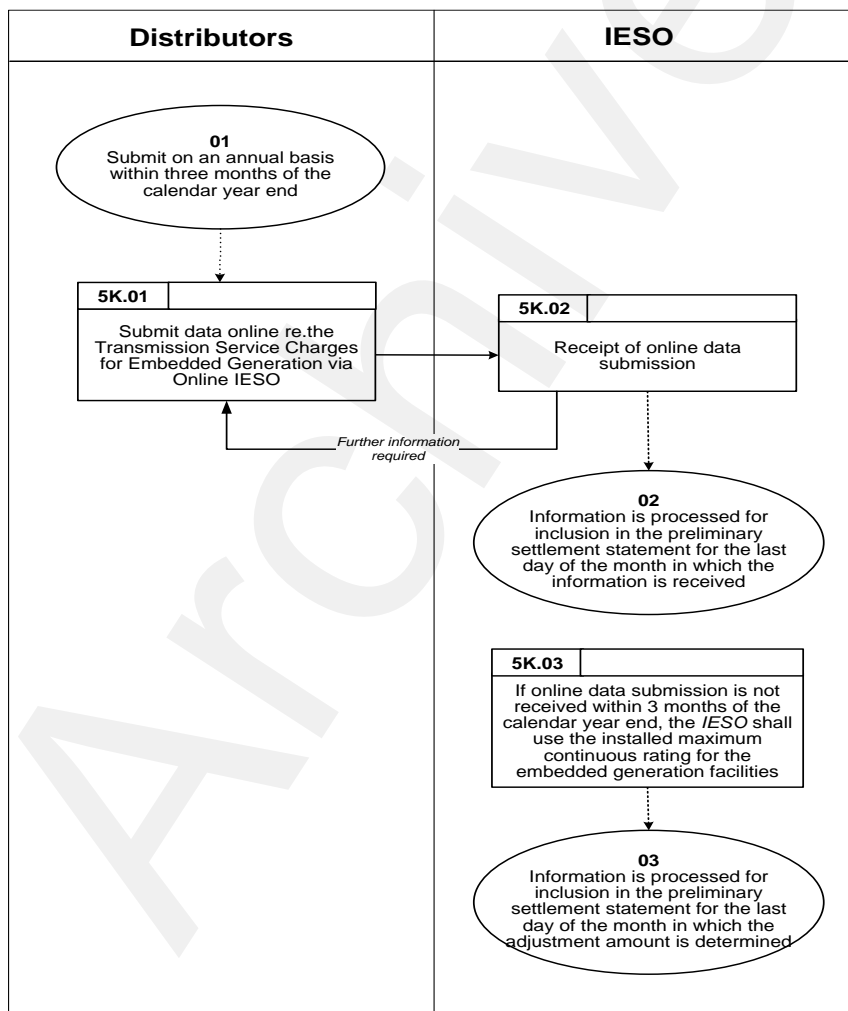 Distributors
IESO
01
Submit on an annual basis
within three months of the
calendar year end
5K.01
Submit data online re.the
Transmission Service Charges
for Embedded Generation via
Online IESO
5K.02
Receipt of online data
submission
Further information
required
02
Information is processed for
inclusion in the preliminary
settlement statement for the last
day of the month in which the
information is received
5K.03
If online data submission is not
received within 3 months of the
calendar year end, the IESO shall
use the installed maximum
continuous rating for the
embedded generation facilities
03
Information is processed for
inclusion in the preliminary
settlement statement for the last
day of the month in which the
adjustment amount is determined
Archive